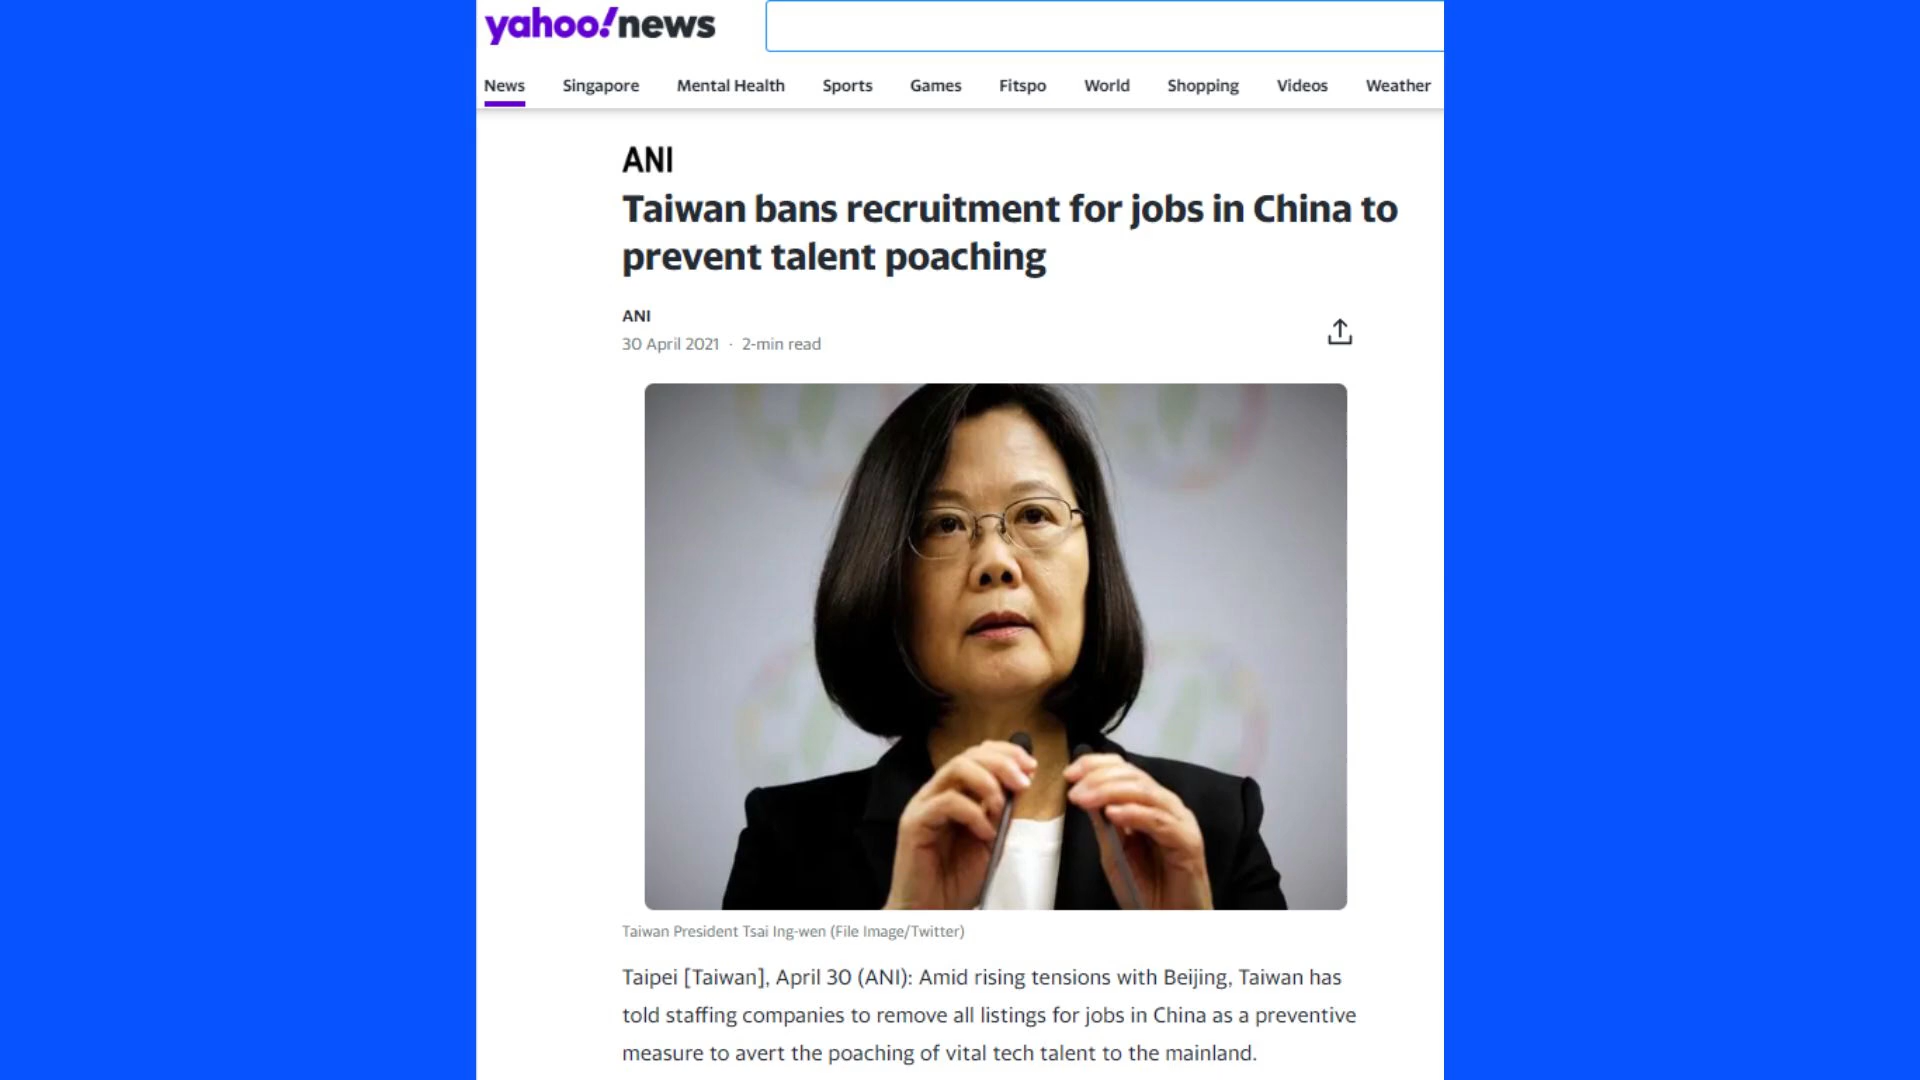 yahoo!news
News Singapore Mental Health Sports Games Fitspo World Shopping Videos Weather
ANI
Taiwan bans recruitment for jobs in China to
prevent talent poaching
ANI
30 April 2021 · 2-min read
Taiwan President Tsai Ing-wen (File Image/Twitter)
Taipei [Taiwan], April 30 (ANI): Amid rising tensions with Beijing, Taiwan has
told staffing companies to remove all listings for jobs in China as a preventive
measure to avert the poaching of vital tech talent to the mainland.